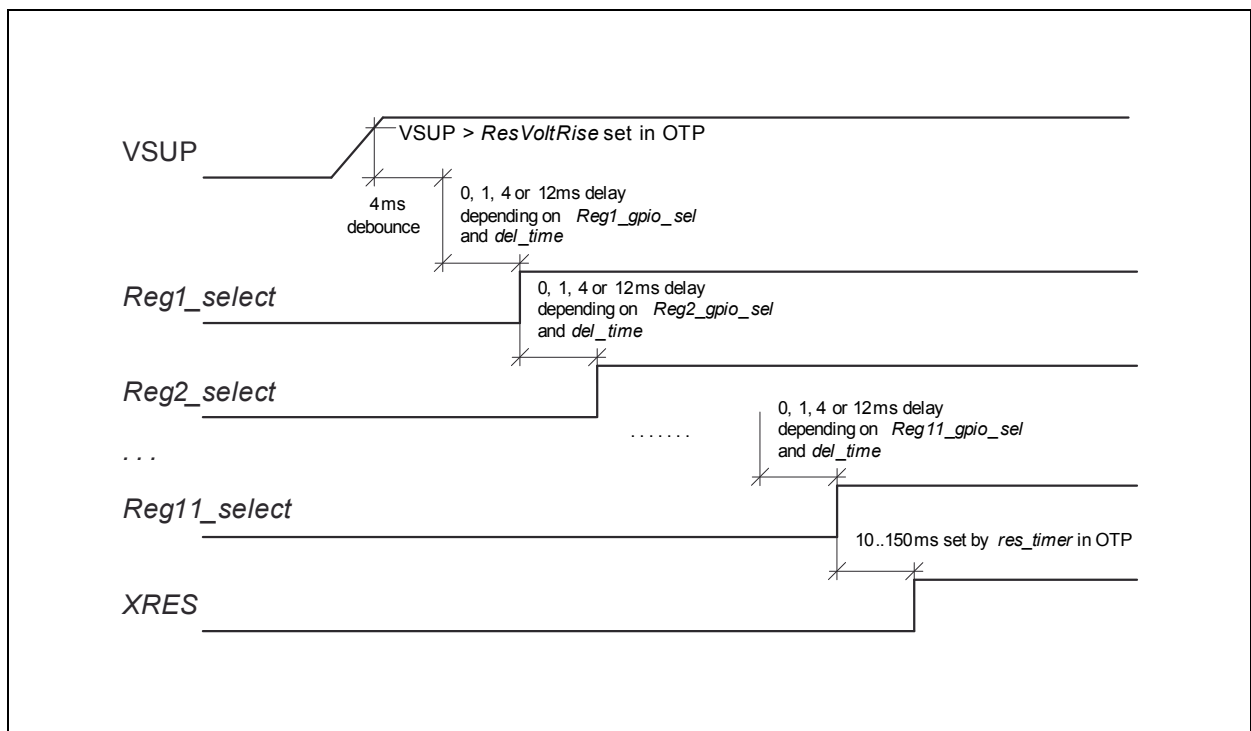 VSUP
VSUP > ResVoltRise set in OTP
4ms
debounce
0, 1, 4 or 12ms delay
depending on Reg1_gpio_sel
and del_time
Reg1_select
0, 1, 4 or 12ms delay
depending on Reg2_gpio_sel
and del_time
Reg2_select
0, 1, 4 or 12ms delay
depending on Reg11_gpio_sel
and del_time
.......
. . .
Reg11_select
10..150ms set by res_timer in OTP
XRES